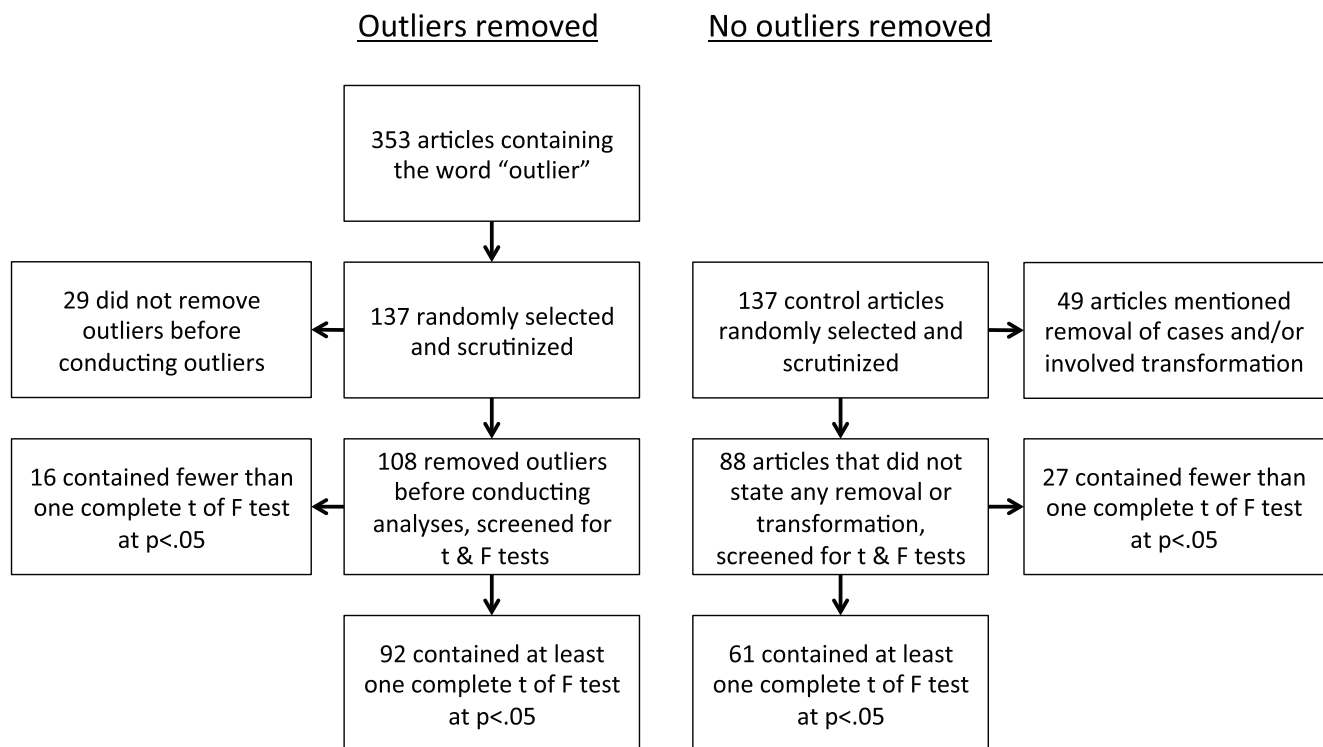 Outliers removed
No outliers removed
353 articles containing
the word “outlier”
29 did not remove
outliers before
conducting outliers
137 randomly selected
and scrutinized
137 control articles
randomly selected and
scrutinized
49 articles mentioned
removal of cases and/or
involved transformation
16 contained fewer than
one complete t of F test
at p<.05
108 removed outliers
before conducting
analyses, screened for
t & F tests
88 articles that did not
state any removal or
transformation,
screened for t & F tests
27 contained fewer than
one complete t of F test
at p<.05
92 contained at least
one complete t of F test
at p<.05
61 contained at least
one complete t of F test
at p<.05